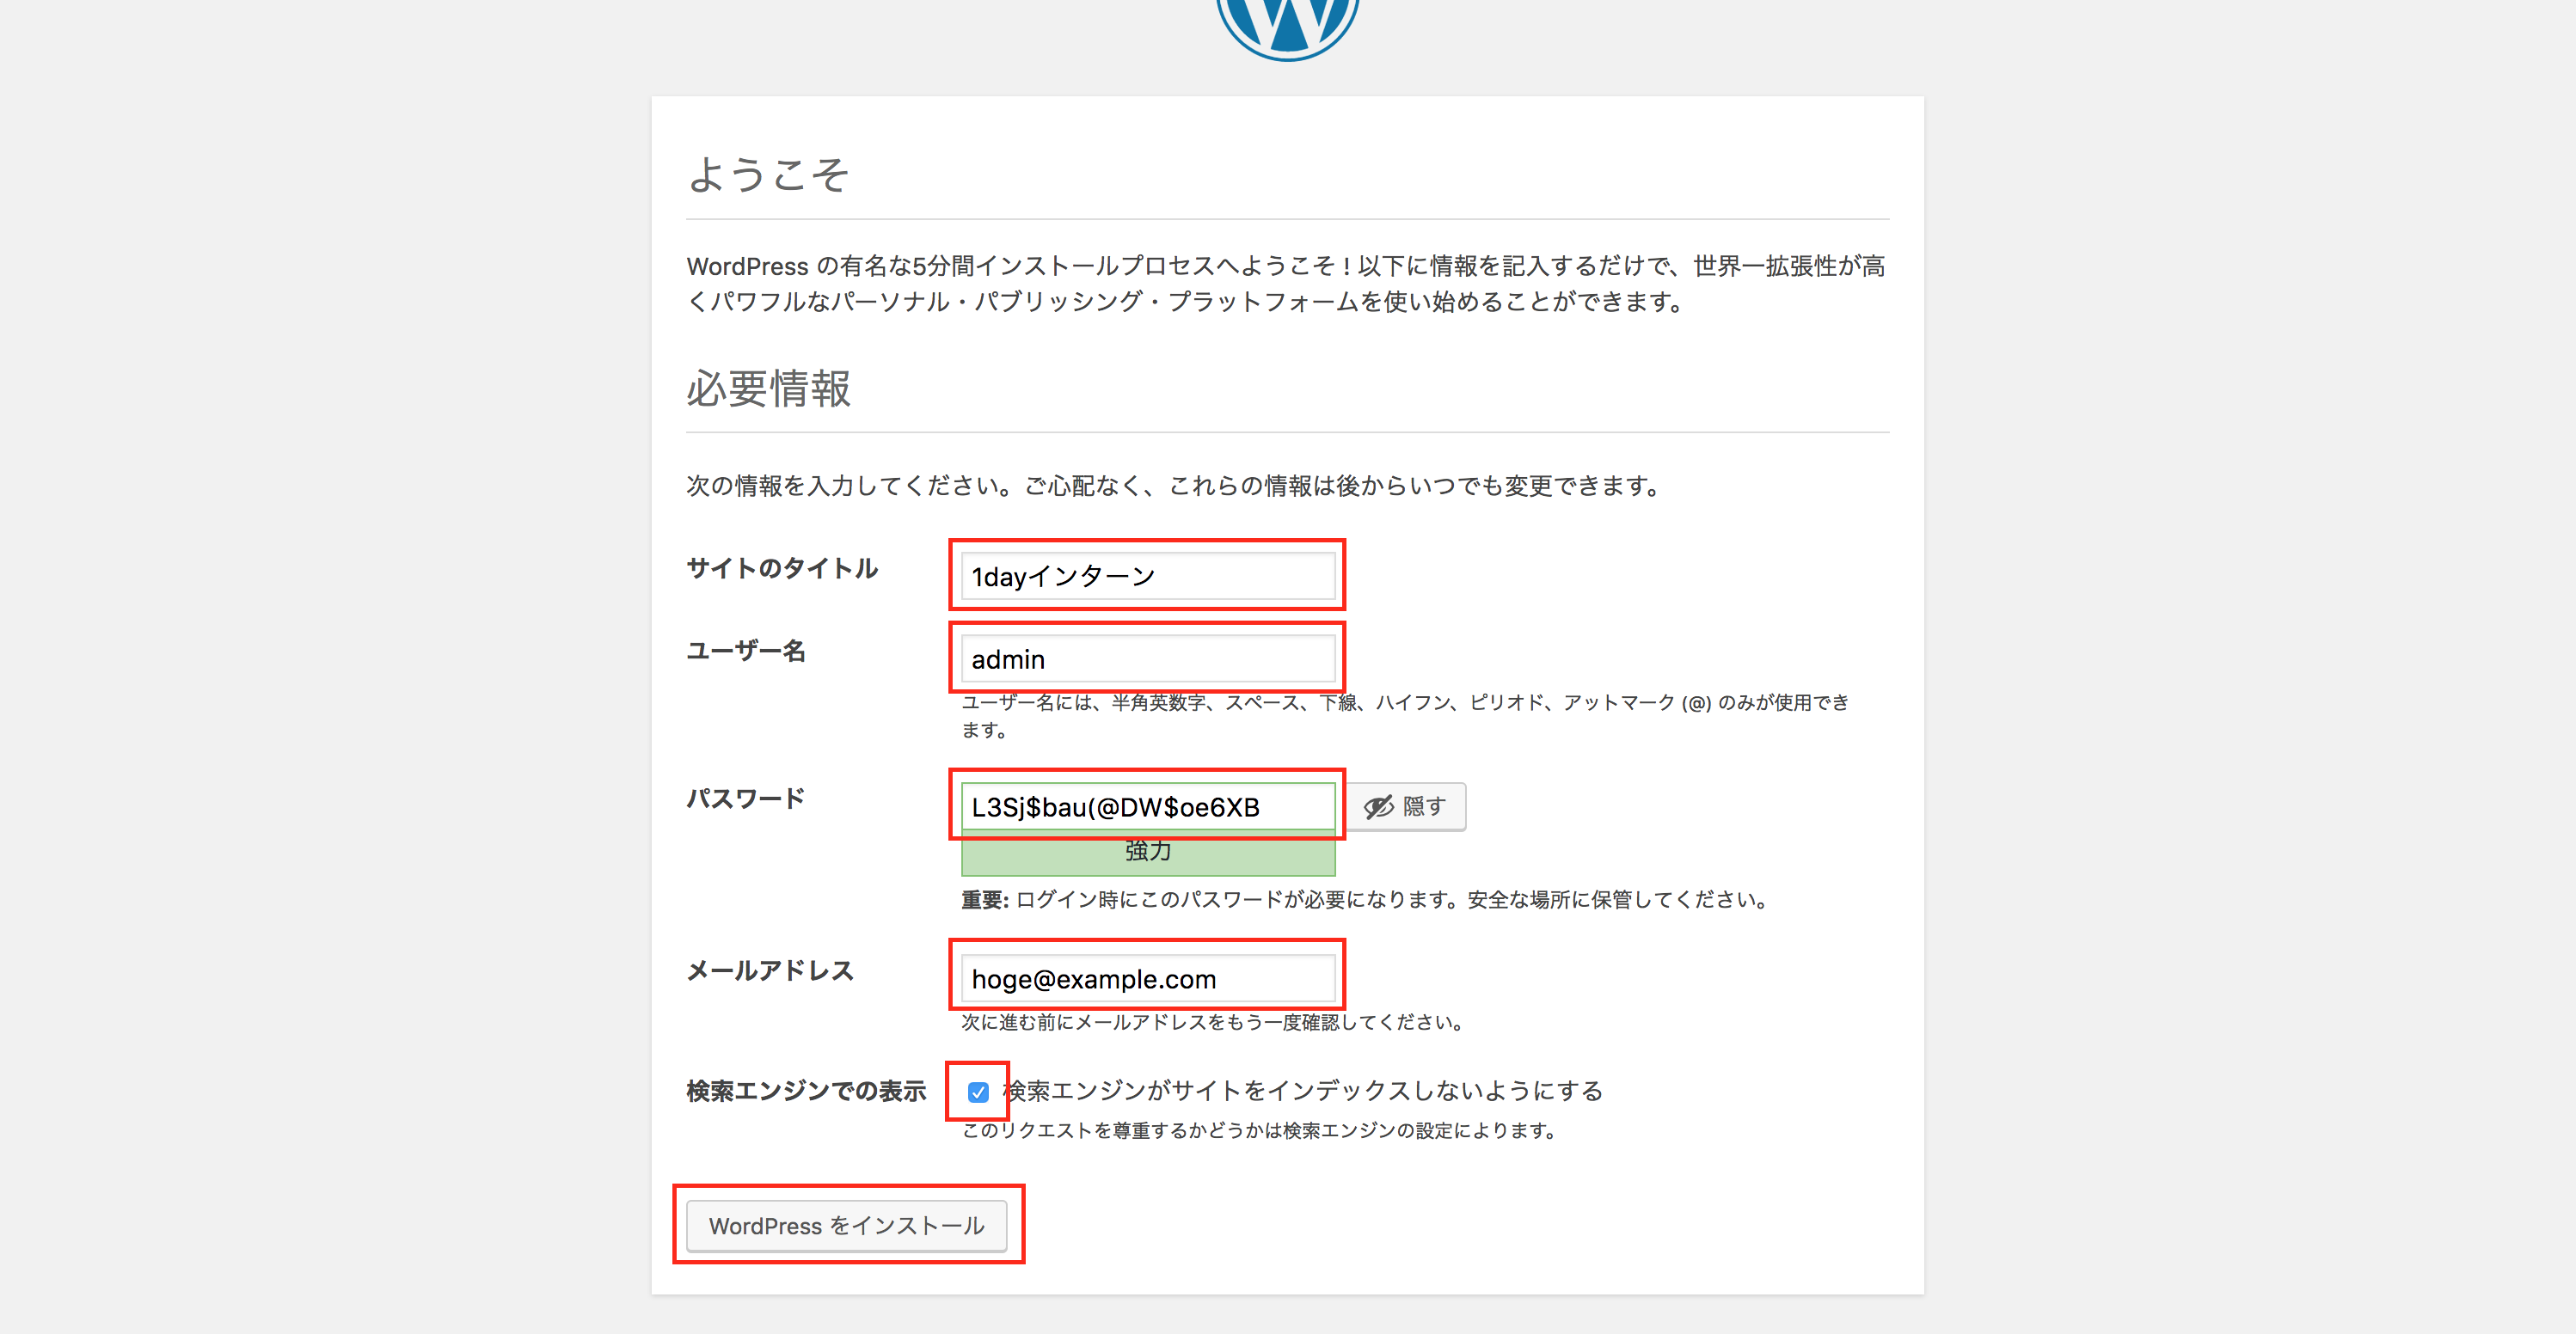 ようこそ
WordPress の有名な5分間インストールプロセスへようこそ ! 以下に情報を記入するだけで、世界一拡張性が高
くパワフルなパーソナル・パブリッシング・プラットフォームを使い始めることができます。
必要情報
次の情報を入力してください。ご心配なく、これらの情報は後からいつでも変更できます。
サイトのタイトル
1dayインターン
ユーザー名
admin
ユーザー名には、半角英数字、スペース、下線、ハイフン、ピリオド、アットマーク (@) のみが使用でき
ます。
パスワード
L3Sj$bau(@DW$oe6XB
隠す
強力
重要: ログイン時にこのパスワードが必要になります。安全な場所に保管してください。
メールアドレス
hoge@example.com
次に進む前にメールアドレスをもう一度確認してください。
検索エンジンでの表示
検索エンジンがサイトをインデックスしないようにする
このリクエストを尊重するかどうかは検索エンジンの設定によります。
WordPress をインストール